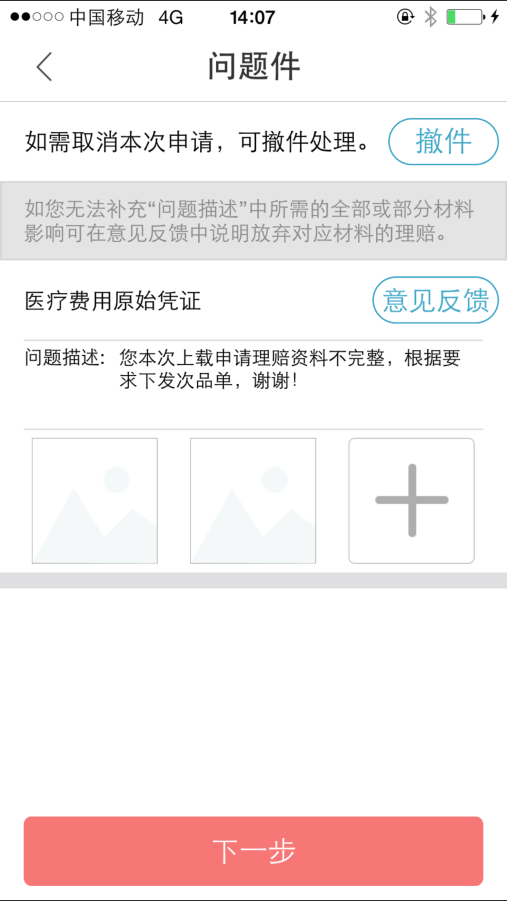 中国移动 4G 14:07
问题件
如需取消本次申请，可撤件处理。 撤件
如您无法补充“问题描述”中所需的全部或部分材料
影响可在意见反馈中说明放弃对应材料的理赔。
医疗费用原始凭证 意见反馈
问题描述: 您本次上载申请理赔资料不完整，根据要
求下发次品单，谢谢！
下一步